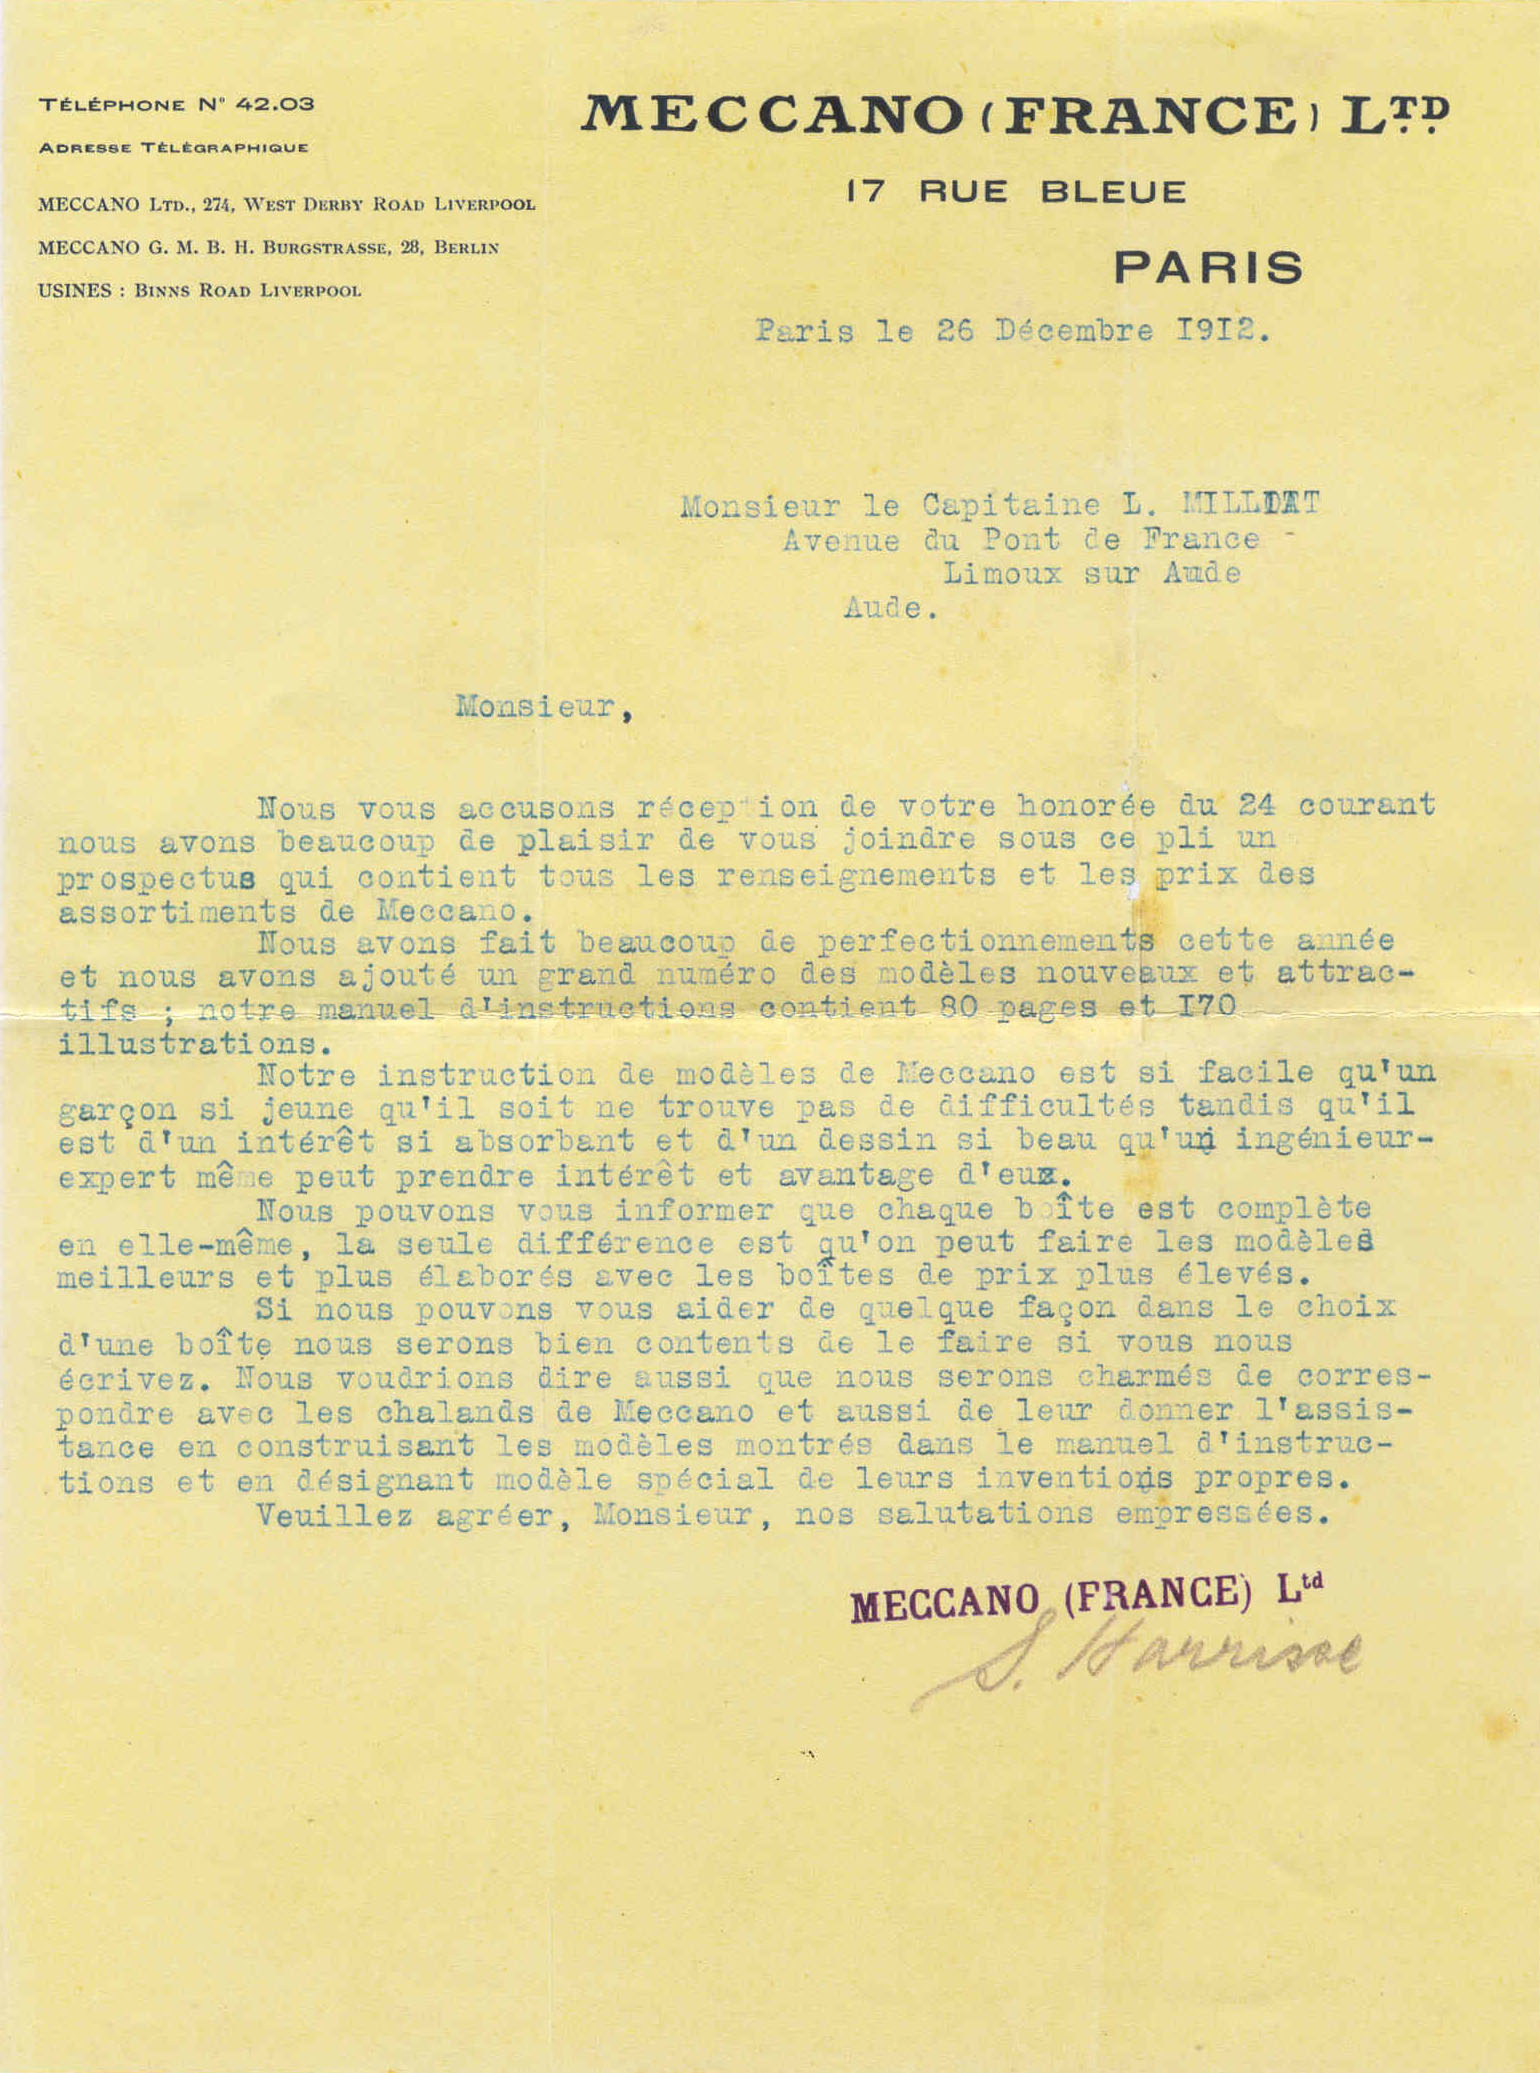 TÉLÉPHONE N° 42.03
ADRESSE TÉLÉGRAPHIQUE
MECCANO LTD., 274, WEST DERBY ROAD LIVERPOOL
MECCANO G. M. B. H. BURGSTRASSE, 28, BERLIN
USINES : BINNS ROAD LIVERPOOL
MECCANO (FRANCE) LTD.
17 RUE BLEUE
PARIS
Paris le 26 Décembre I9I2.
Monsieur le Capitaine L.
Avenue du Pont de France -
Limoux sur Aude
Aude.
Monsieur,
Nous vous accusons réception de votre honorée du 24 courant
nous avons beaucoup de plaisir de vous joindre sous ce pli un
prospectus qui contient tous les renseignements et les prix des
assortiments de Meccano.
Nous avons fait beaucoup de perfectionnements cette année
et nous avons ajouté un grand numéro des modèles nouveaux et attrac-
tifs ; notre manuel d'instructions contient 80 pages et I70
illustrations.
Notre instruction de modèles de Meccano est si facile qu'un
garçon si jeune qu'il soit ne trouve pas de difficultés tandis qu'il
est d'un intérêt si absorbant et d'un dessin si beau qu'un ingénieur-
expert même peut prendre intérêt et avantage d'eux.
Nous pouvons vous informer que chaque boîte est complète
en elle-même, la seule différence est qu'on peut faire les modèles
meilleurs et plus élaborés avec les boîtes de prix plus élevés.
Si nous pouvons vous aider de quelque façon dans le choix
d'une boîte nous serons bien contents de le faire si vous nous
écrivez. Nous voudrions dire aussi que nous serons charmés de corres-
pondre avec les chalands de Meccano et aussi de leur donner l'assis-
tance en construisant les modèles montrés dans le manuel d'instruc-
tions et en désignant modèle spécial de leurs inventions propres.
Veuillez agréer, Monsieur, nos salutations empressées.
MECCANO (FRANCE) Ltd
S.